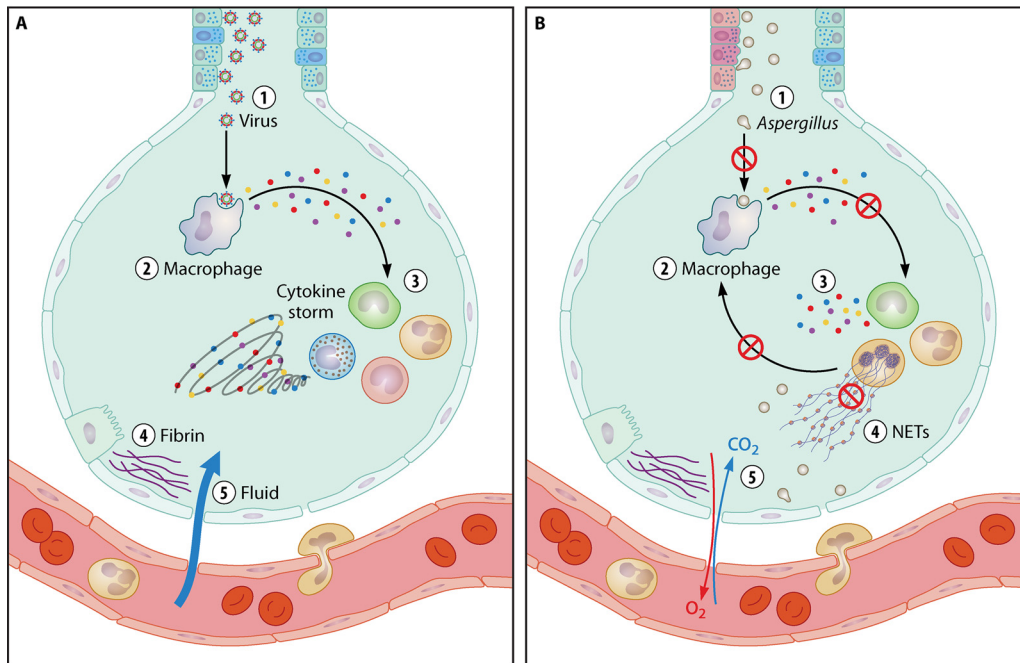 A
1
Virus
2 Macrophage
3
Cytokine
storm
4 Fibrin
5 Fluid
B
1
Aspergillus
2 Macrophage
3
4 NETs
CO₂
5
O₂